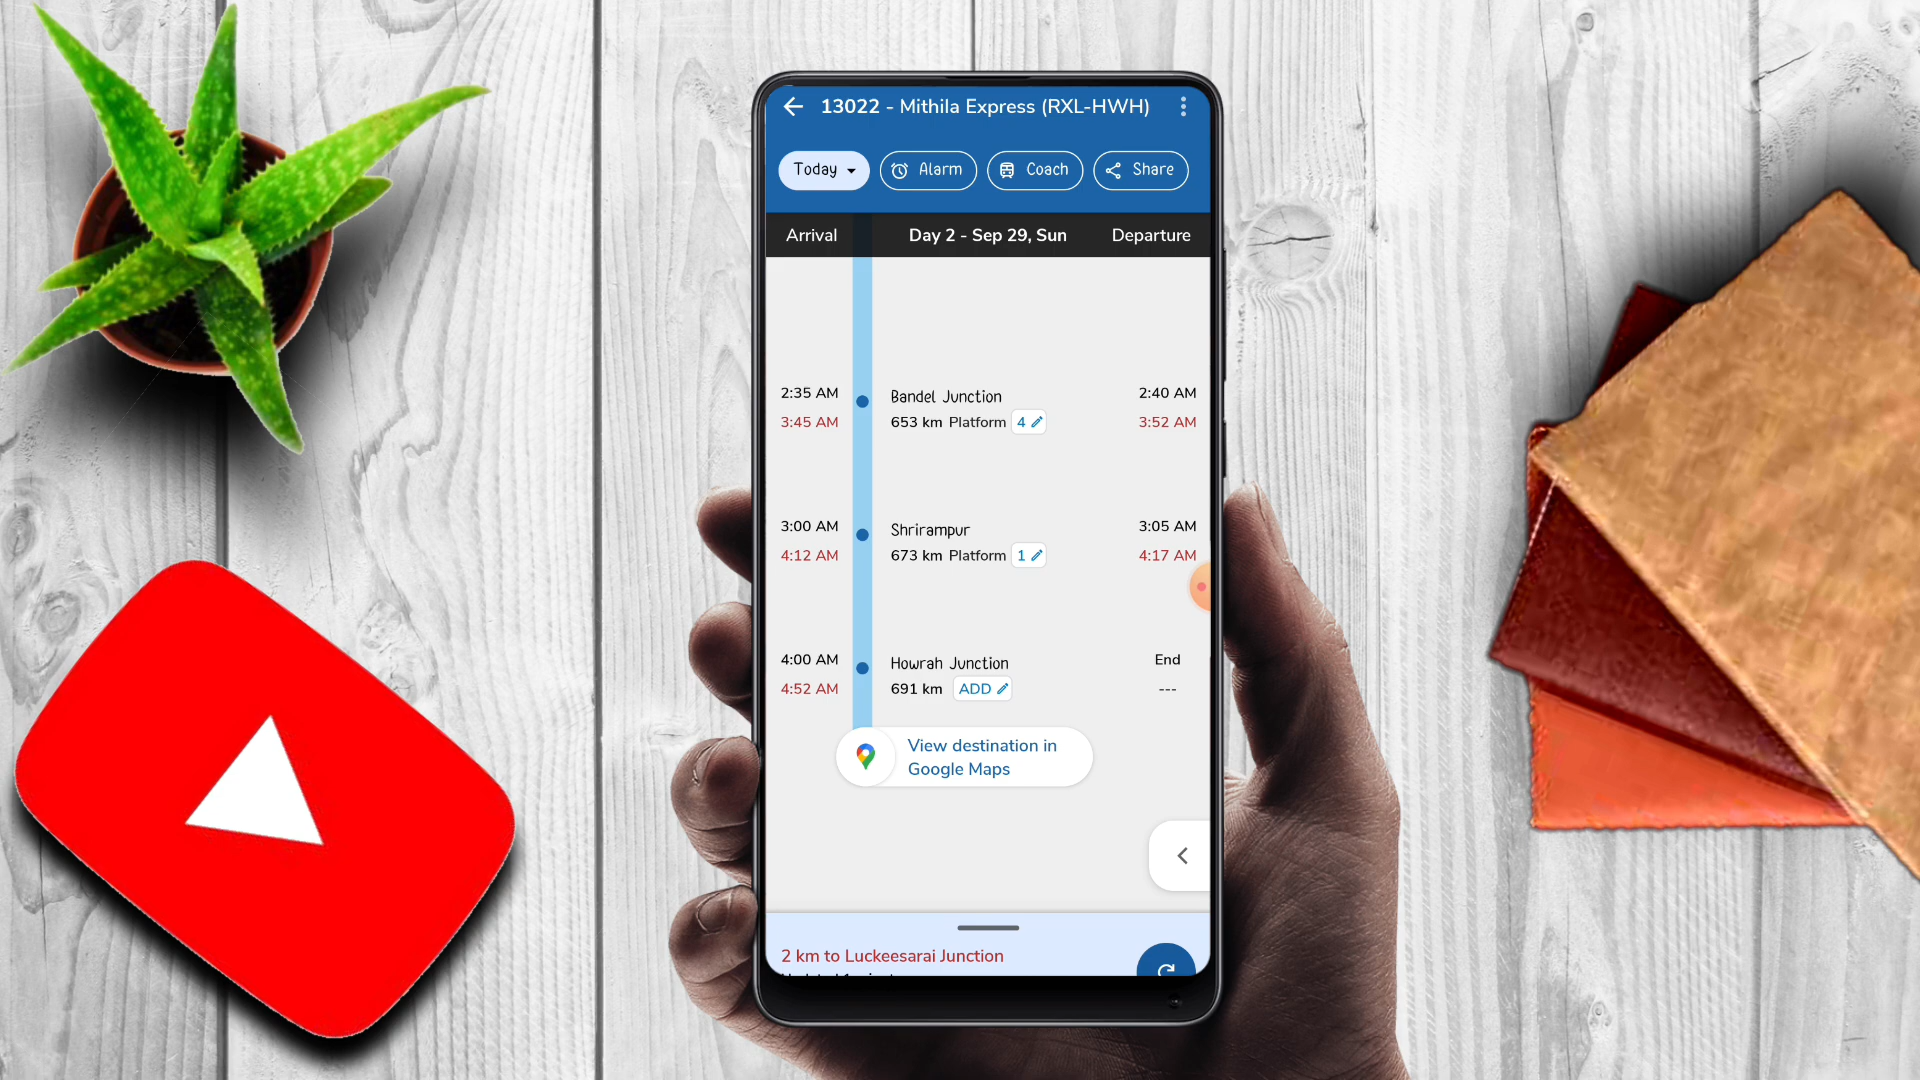 13022 - Mithila Express (RXL-HWH)
Today Alarm Coach Share
Arrival Day 2 - Sep 29, Sun Departure
2:35 AM Bandel Junction 2:40 AM
3:45 AM 653 km Platform 4 3:52 AM
3:00 AM Shrirampur 3:05 AM
4:12 AM 673 km Platform 1 4:17 AM
4:00 AM Howrah Junction End
4:52 AM 691 km ADD ---
View destination in
Google Maps
2 km to Luckeesarai Junction